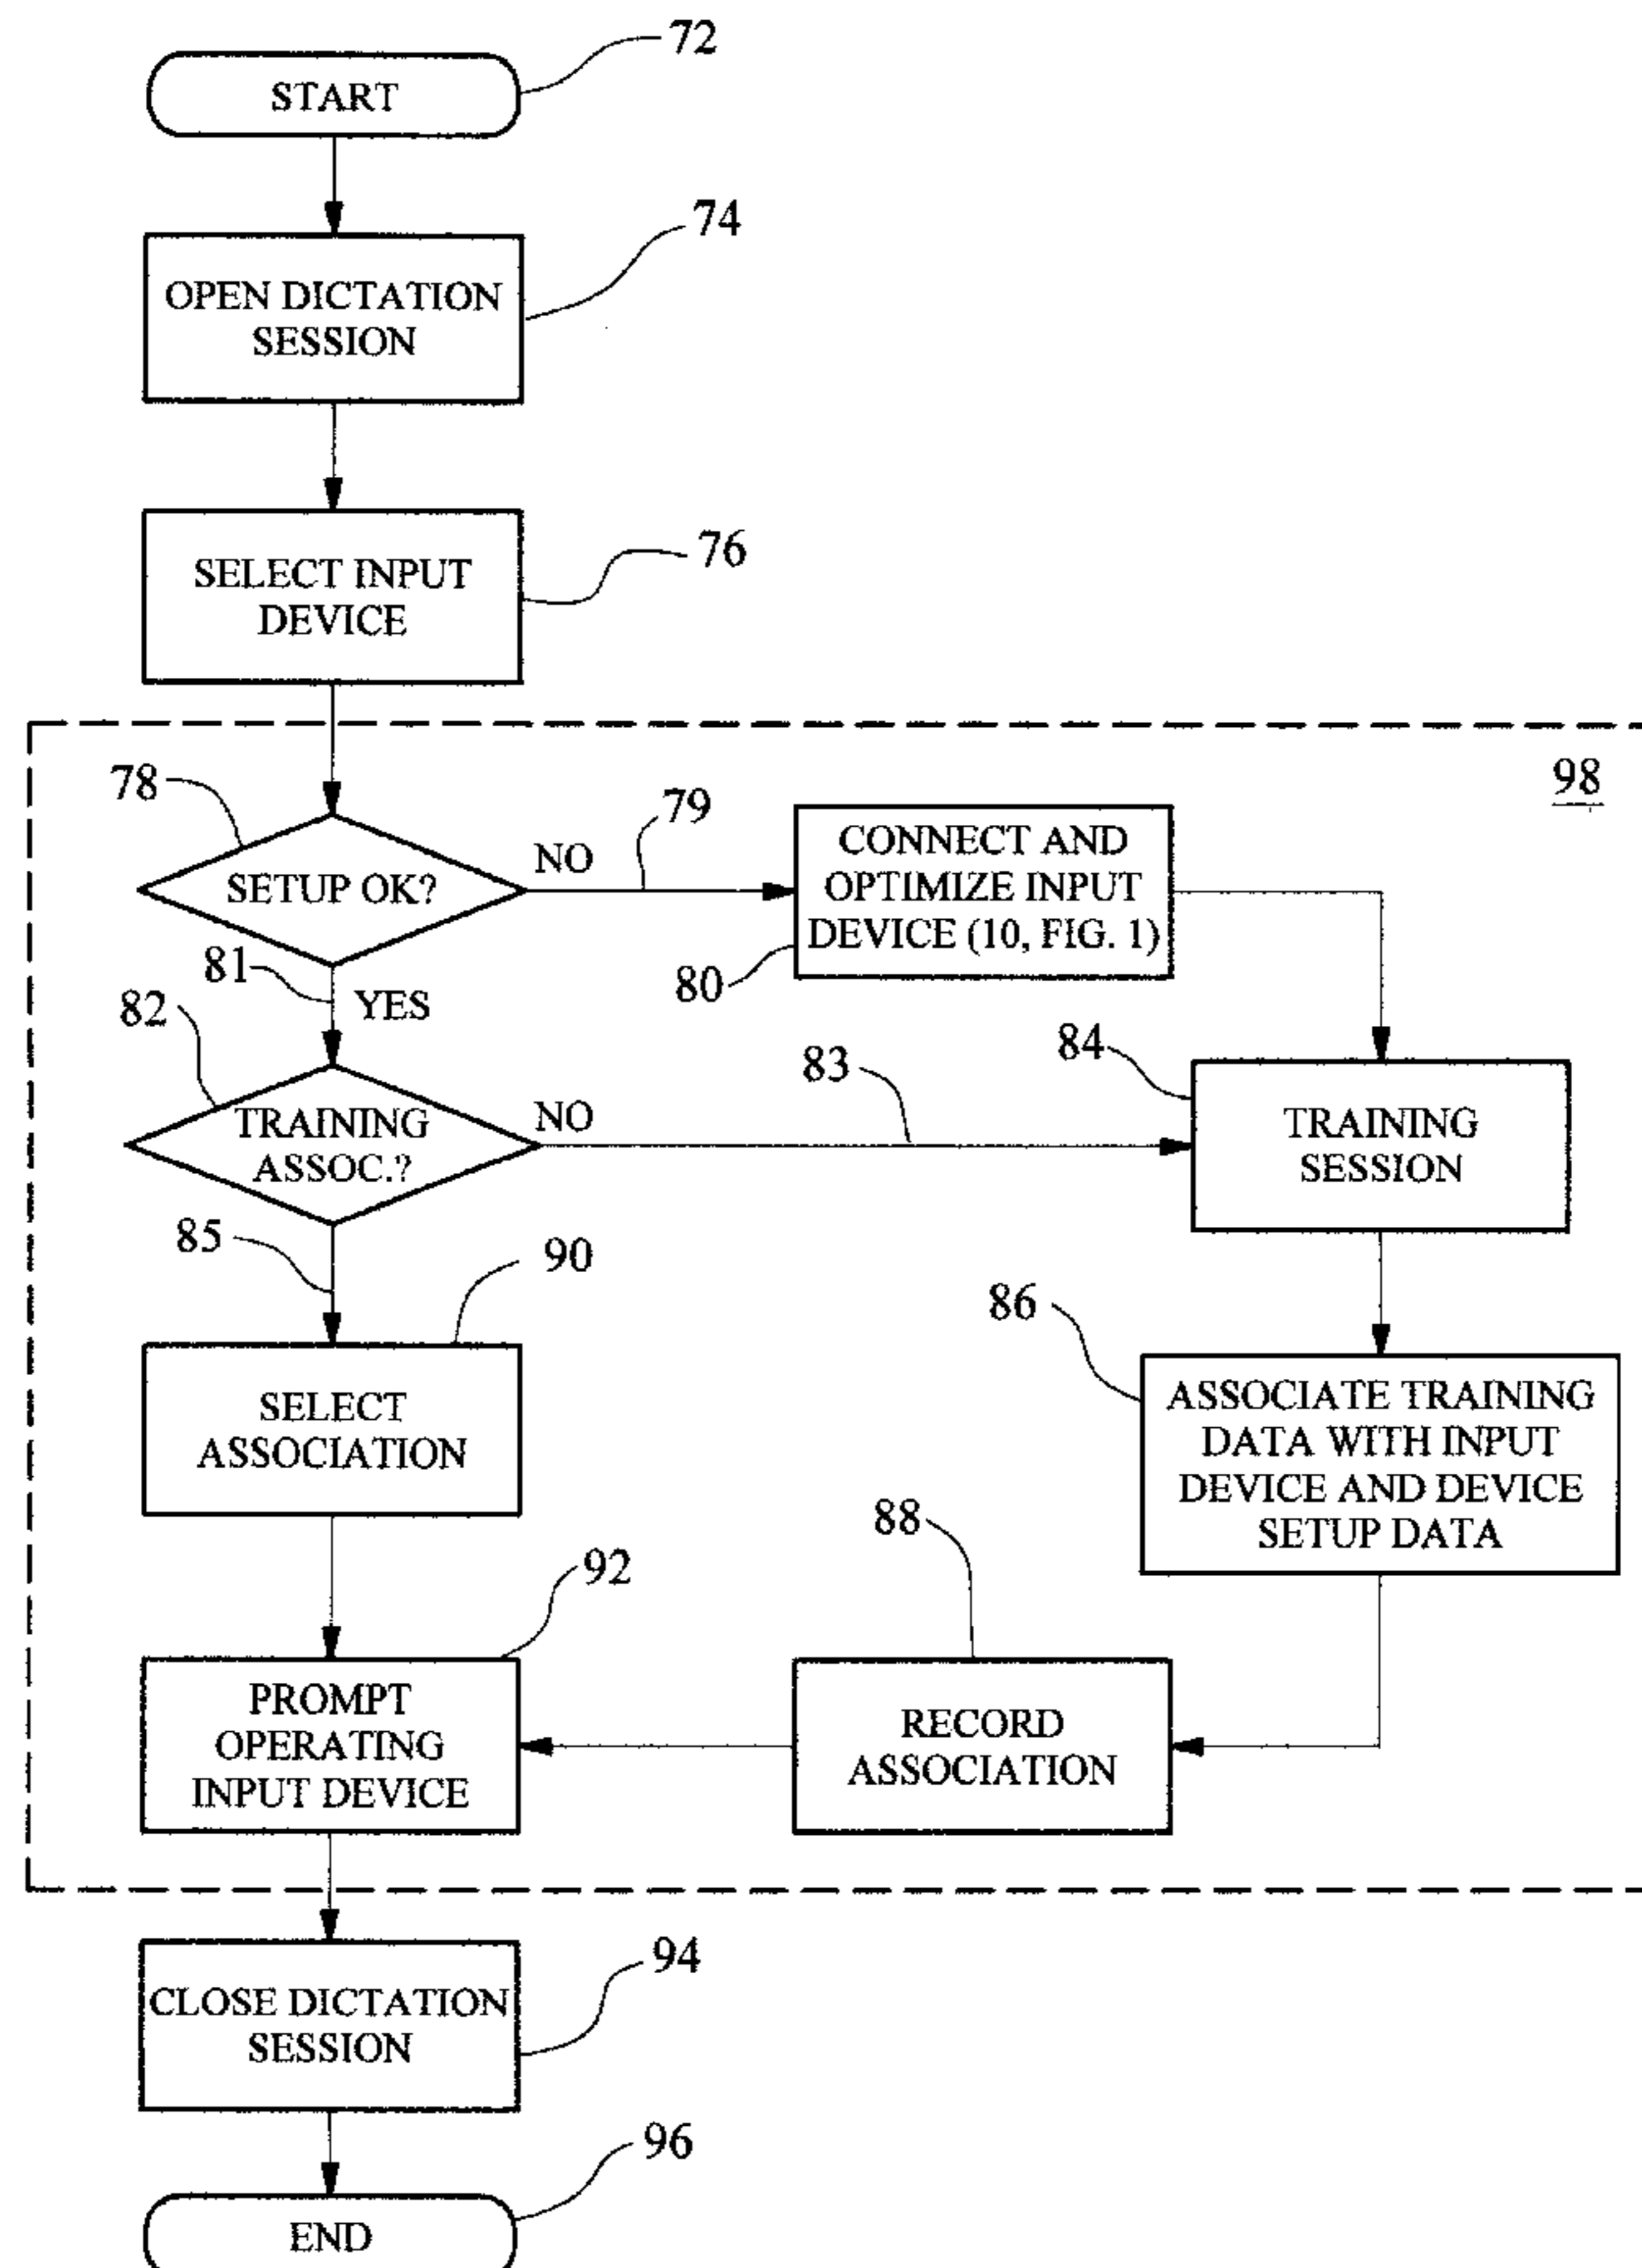 72
START
74
OPEN DICTATION
SESSION
76
SELECT INPUT
DEVICE
98
78
79
NO
SETUP OK?
CONNECT AND
OPTIMIZE INPUT
DEVICE (10, FIG. 1)
80
81
YES
82
83
84
NO
TRAINING
ASSOC.?
TRAINING
SESSION
85
90
86
SELECT
ASSOCIATION
ASSOCIATE TRAINING
DATA WITH INPUT
DEVICE AND DEVICE
SETUP DATA
88
92
PROMPT
OPERATING
INPUT DEVICE
RECORD
ASSOCIATION
94
CLOSE DICTATION
SESSION
96
END